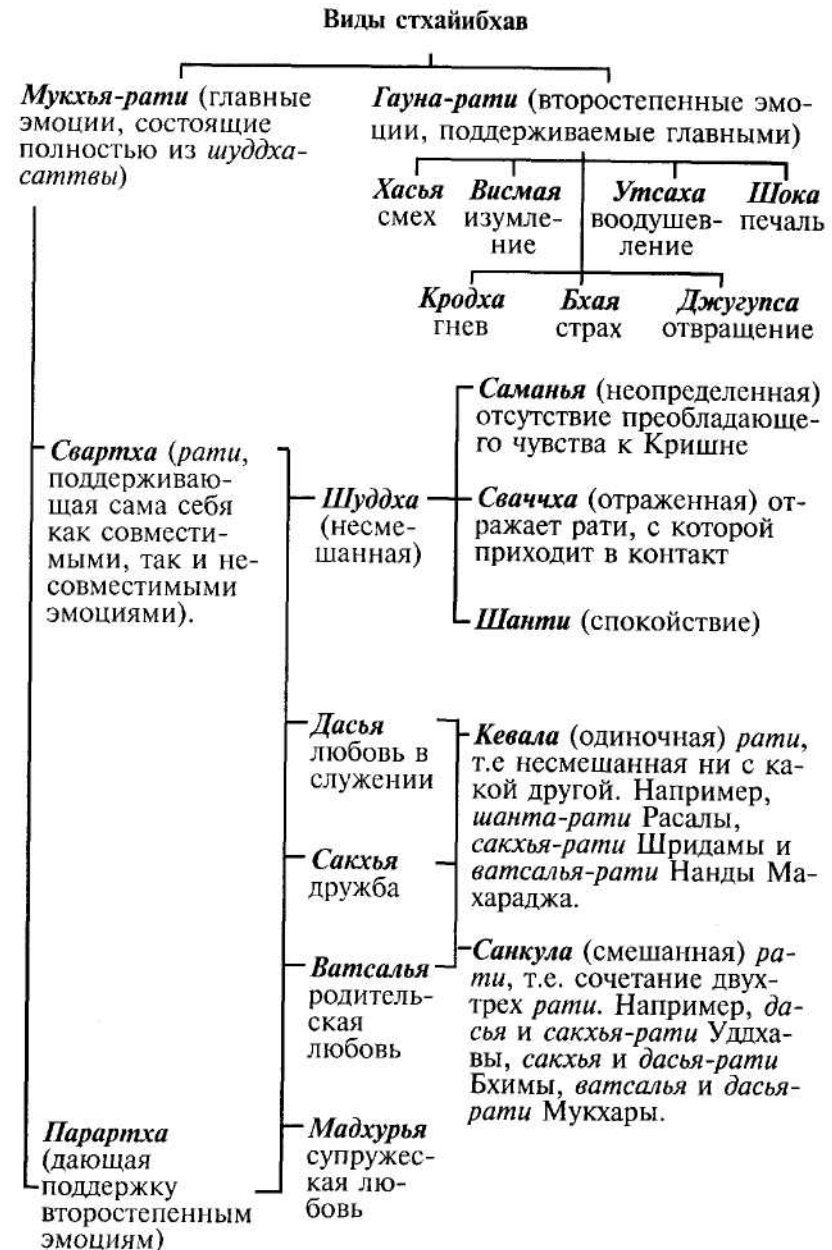 Виды стхайибхав
Мукхья-рати (главные
эмоции, состоящие
полностью из шуддха-
саттвы)
Гауна-рати (второстепенные эмо-
ции, поддерживаемые главными)
Хасья
смех
Висмая
изумле-
ние
Утсаха
воодушев-
ление
Шока
печаль
Кродха
гнев
Бхая
страх
Джугупса
отвращение
Свартха (рати,
поддерживаю-
щая сама себя
как совмести-
мыми, так и не-
совместимыми
эмоциями).
Парартха
(дающая
поддержку
второстепенным
эмоциям)
Шуддха
(несме-
шанная)
Саманья (неопределенная)
отсутствие преобладающе-
го чувства к Кришне
Сваччха (отраженная) от-
ражает рати, с которой
приходит в контакт
Шанти (спокойствие)
Дасья
любовь в
служении
Сакхья
дружба
Ватсалья
родитель-
ская
любовь
Мадхурья
супружес-
кая лю-
бовь
Кевала (одиночная) рати,
т.е несмешанная ни с ка-
кой другой. Например,
шанта-рати Расалы,
сакхья-рати Шридамы и
ватсалья-рати Нанды Ма-
хараджа.
Санкула (смешанная) ра-
ти, т.е. сочетание двух-
трех рати. Например, да-
сья и сакхья-рати Уддха-
вы, сакхья и дасья-рати
Бхимы, ватсалья и дасья-
рати Мукхары.